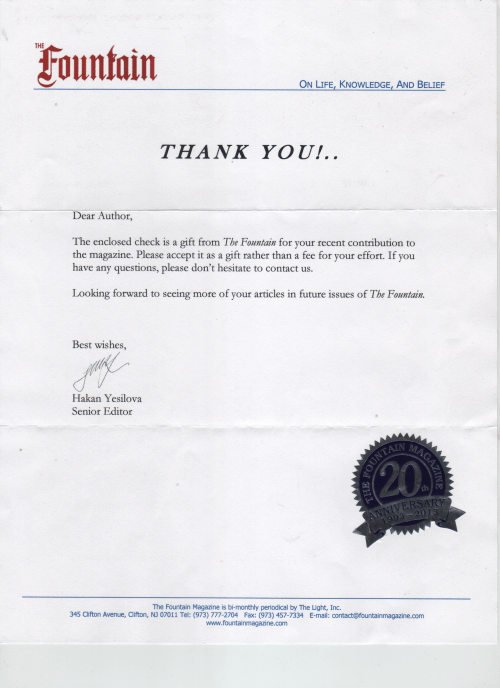 THE
Fountain
ON LIFE, KNOWLEDGE, AND BELIEF
THANK YOU!..
Dear Author,
The enclosed check is a gift from The Fountain for your recent contribution to
the magazine. Please accept it as a gift rather than a fee for your effort. If you
have any questions, please don't hesitate to contact us.
Looking forward to seeing more of your articles in future issues of The Fountain.
Best wishes,
Hakan Yesilova
Senior Editor
THE FOUNTAIN MAGAZINE
20th
ANNIVERSARY
The Fountain Magazine is bi-monthly periodical by The Light, Inc.
345 Clifton Avenue, Clifton, NJ 07011 Tel: (973) 777-2704 Fax: (973) 457-7334 E-mail: contact@fountainmagazine.com
www.fountainmagazine.com